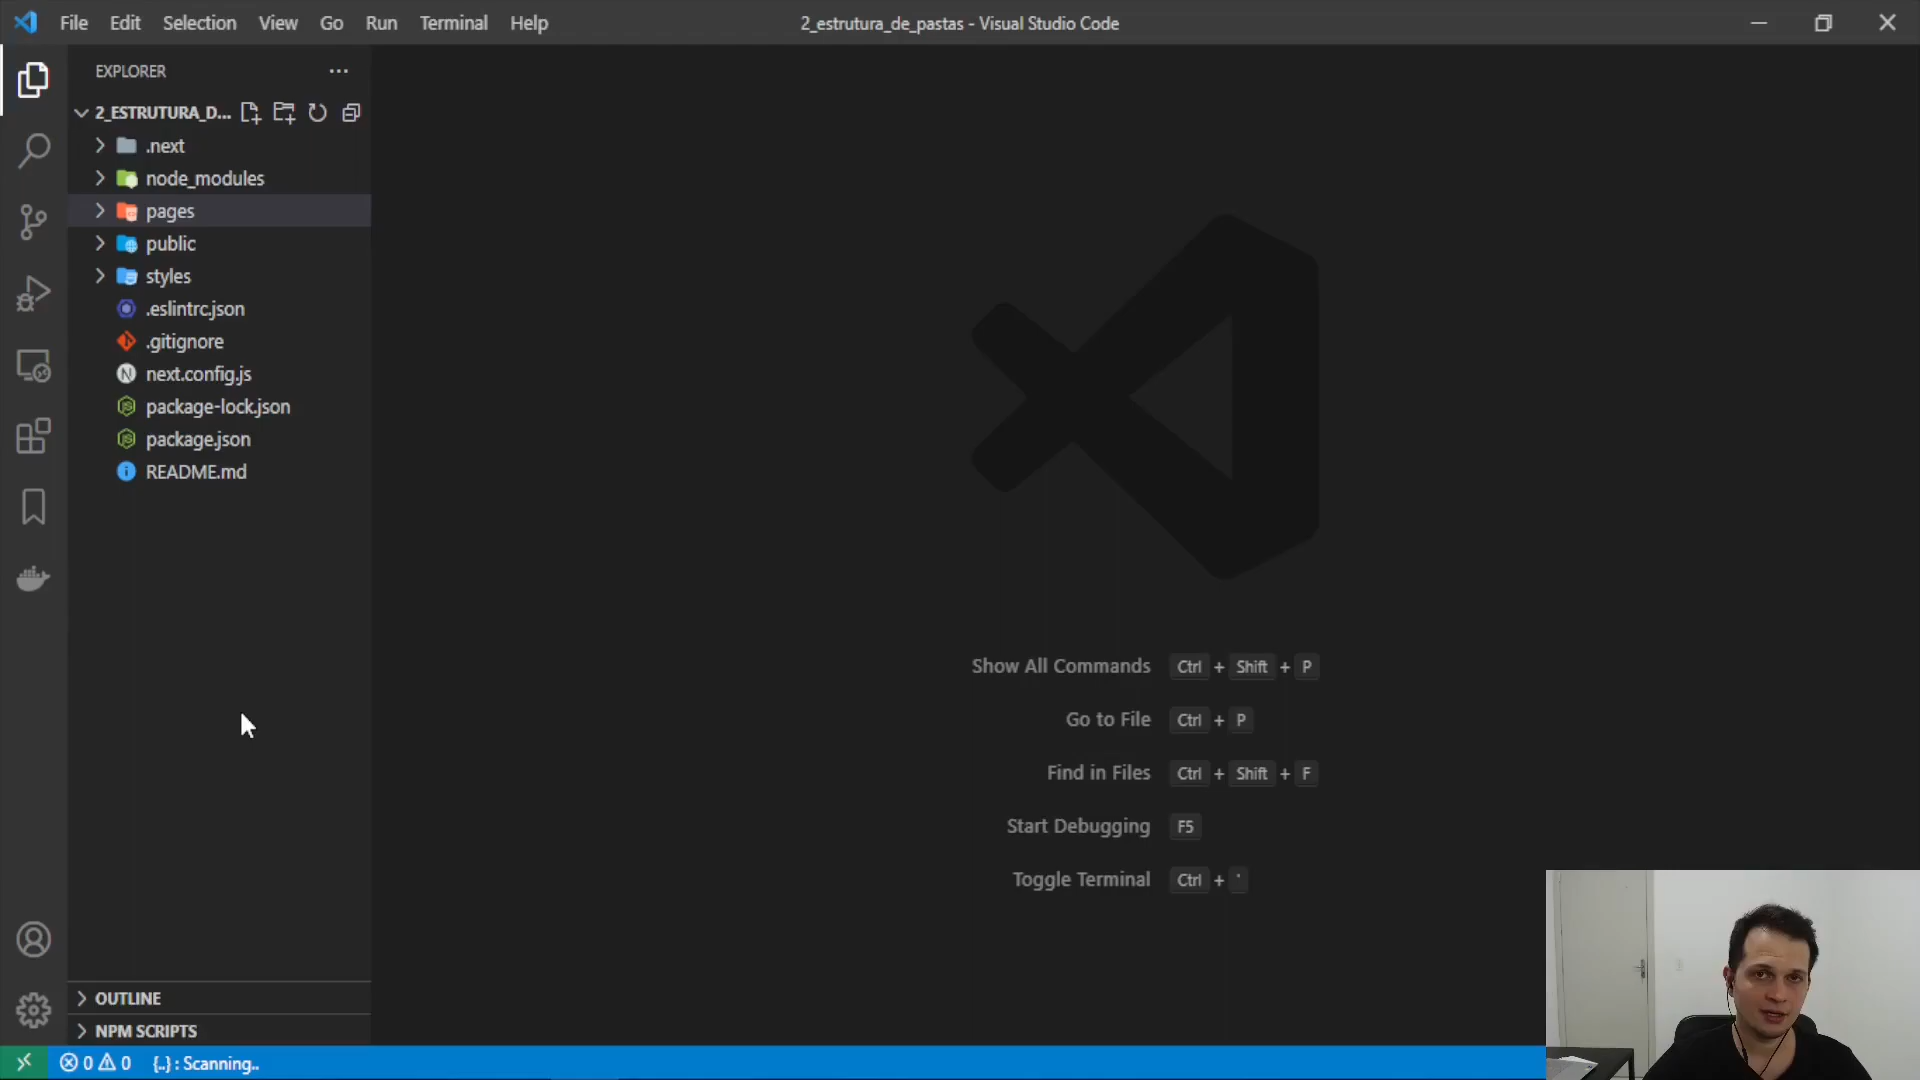 File Edit Selection View Go Run Terminal Help
2_estrutura_de_pastas - Visual Studio Code
EXPLORER
2_ESTRUTURA_D...
.next
node_modules
pages
public
styles
.eslintrc.json
.gitignore
next.config.js
package-lock.json
package.json
README.md
Show All Commands Ctrl + Shift + P
Go to File Ctrl + P
Find in Files Ctrl + Shift + F
Start Debugging F5
Toggle Terminal Ctrl + '
OUTLINE
NPM SCRIPTS
0 0 {..} : Scanning..